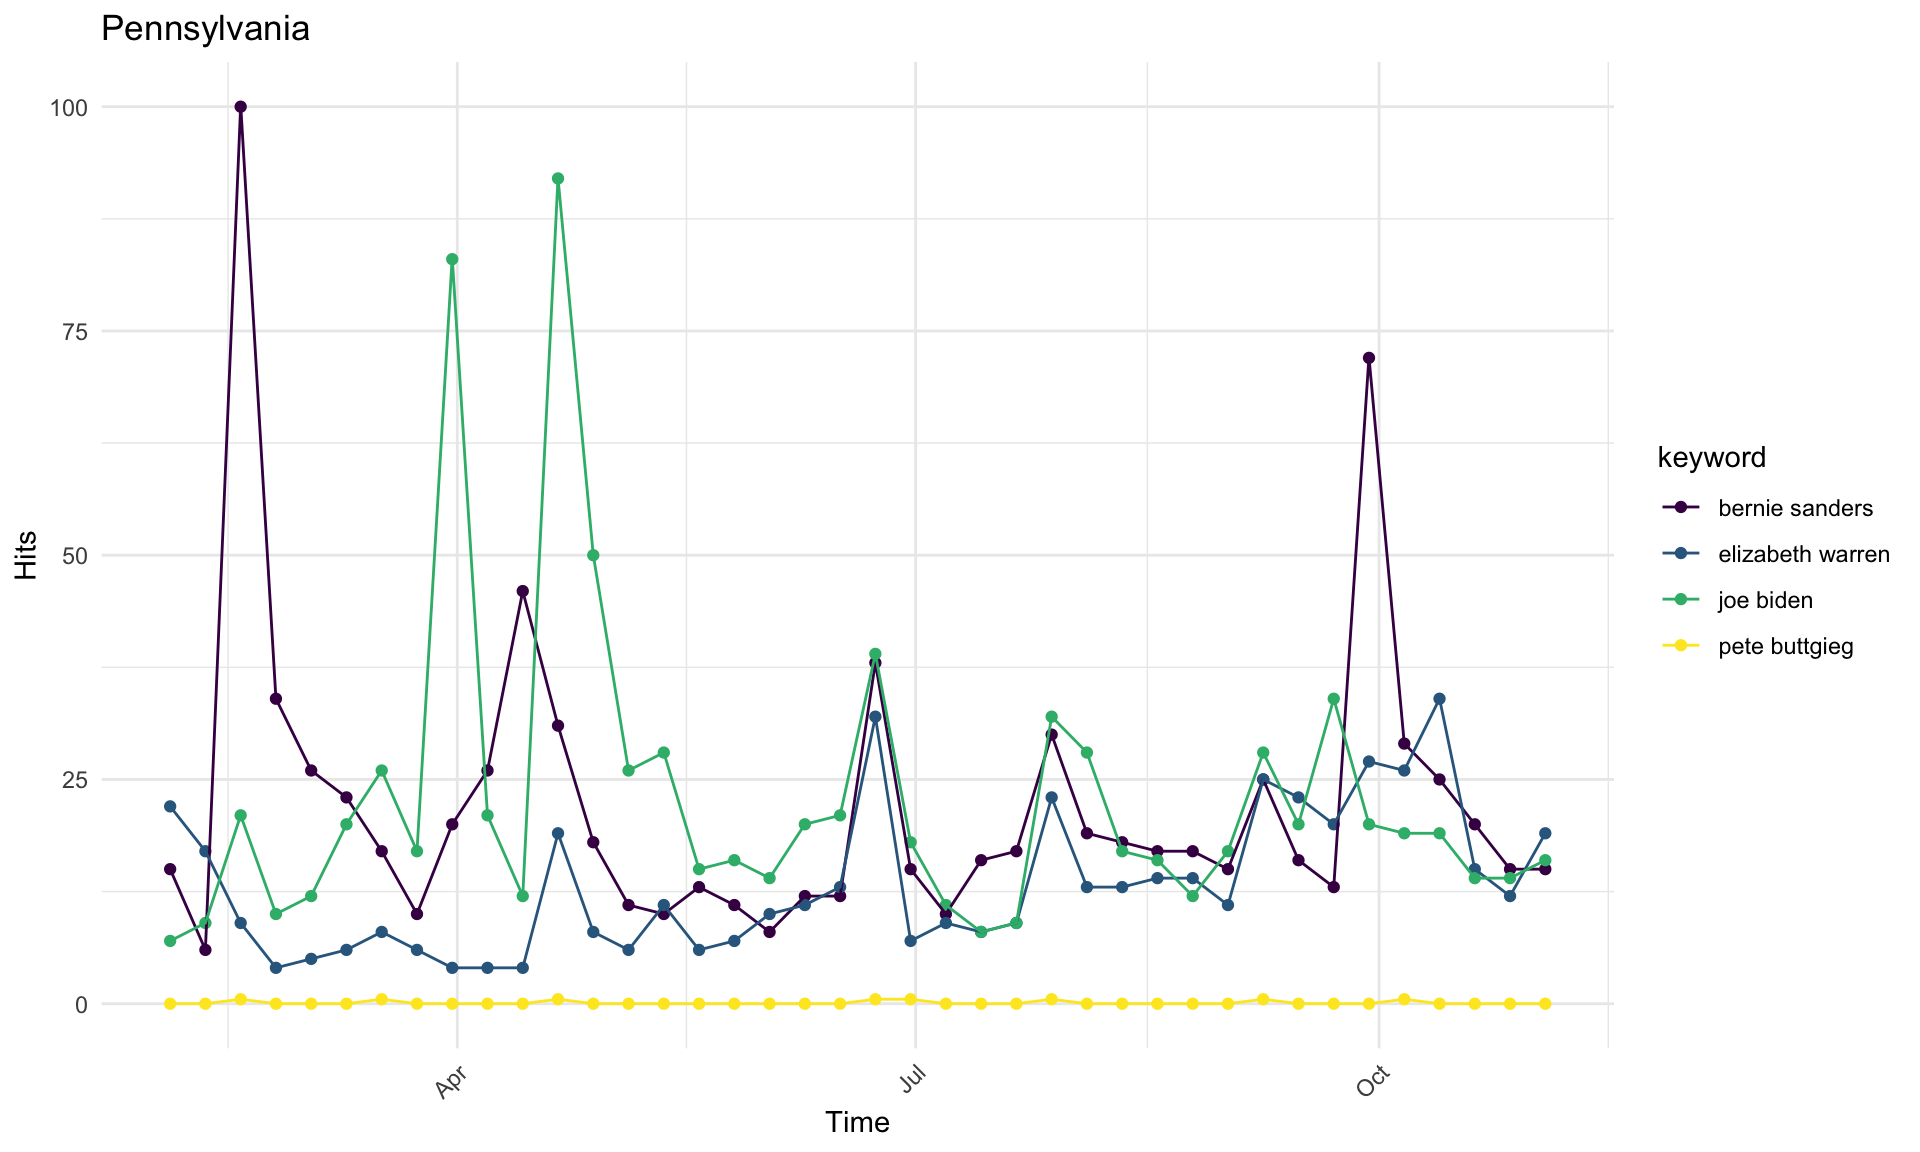 Pennsylvania
100
75
50
25
0
Hits
Apr
Jul
Oct
Time
keyword
bernie sanders
elizabeth warren
joe biden
pete buttgieg